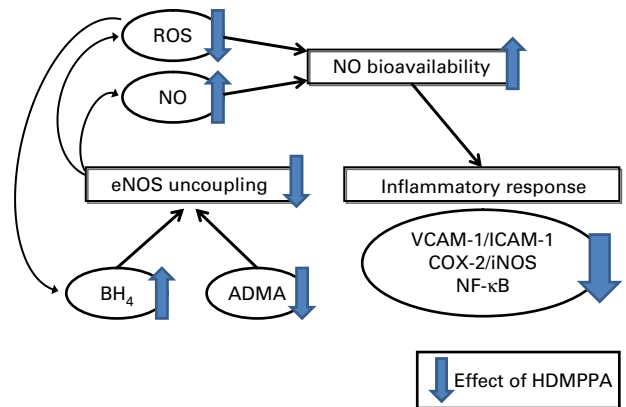 ROS
NO
NO bioavailability
eNOS uncoupling
Inflammatory response
VCAM-1/ICAM-1
COX-2/iNOS
NF-κB
BH₄
ADMA
Effect of HDMPPA